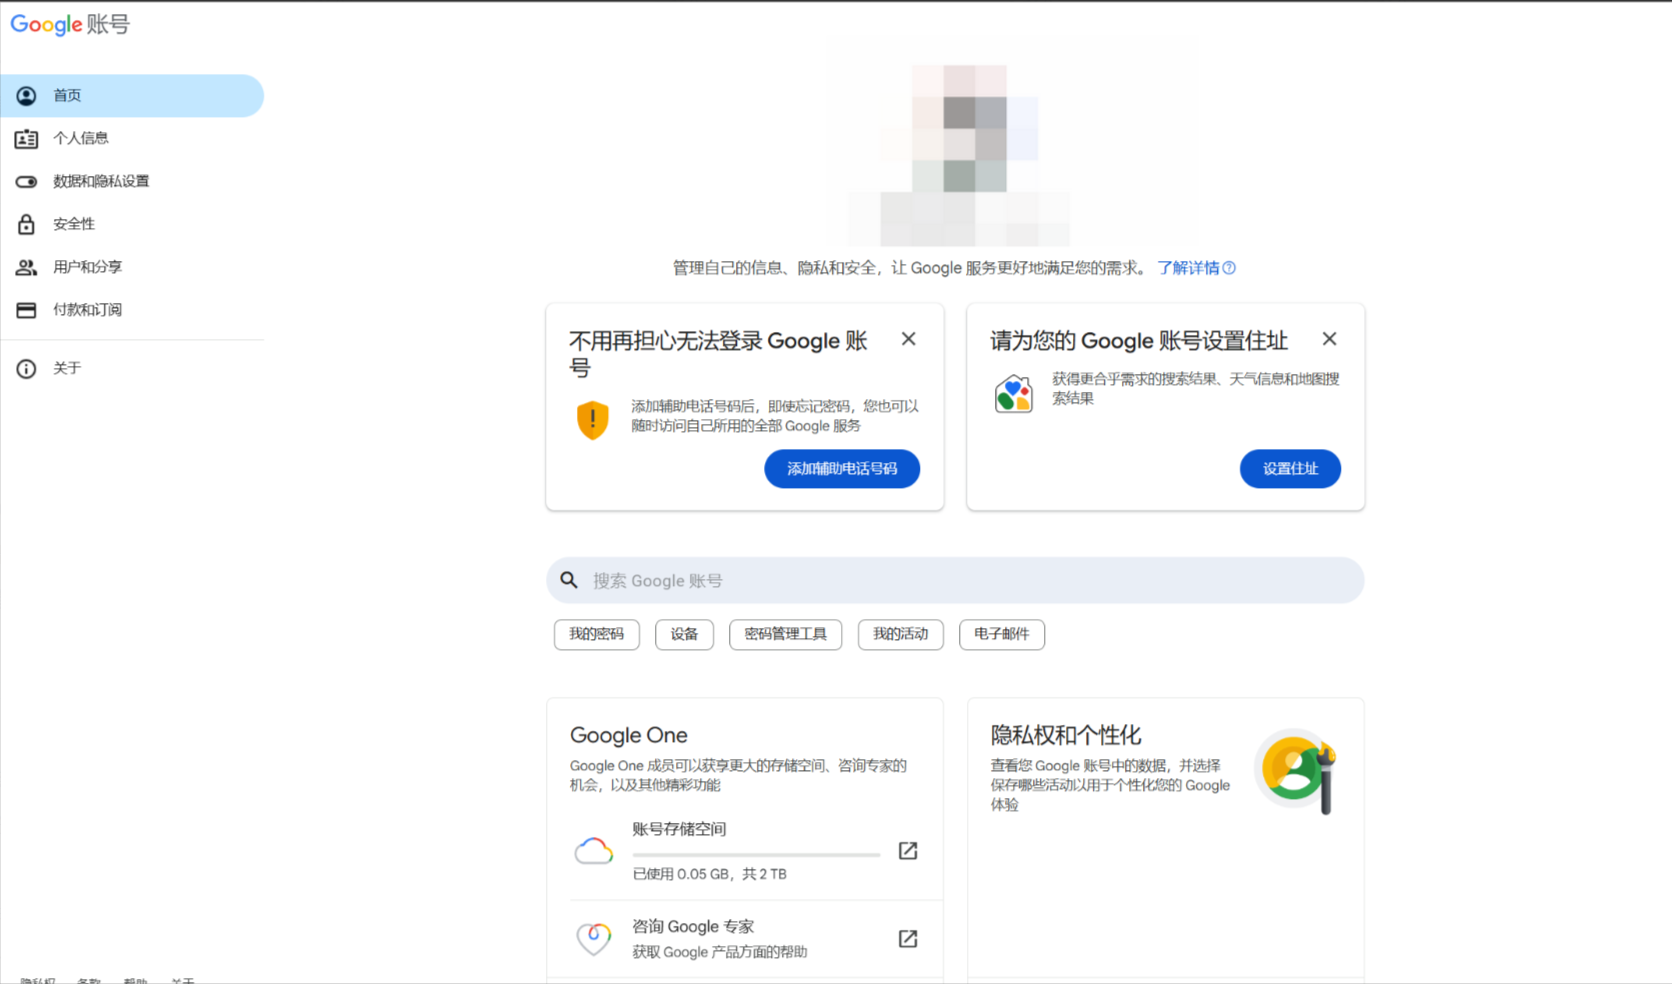 Google 账号
首页
个人信息
数据和隐私设置
安全性
用户和分享
付款和订阅
关于
管理自己的信息、隐私和安全，让 Google 服务更好地满足您的需求。 了解详情
不用再担心无法登录 Google 账
号
添加辅助电话号码后，即使忘记密码，您也可以
随时访问自己所用的全部 Google 服务
添加辅助电话号码
请为您的 Google 账号设置住址
获得更合乎需求的搜索结果、天气信息和地图搜
索结果
设置住址
搜索 Google 账号
我的密码 设备 密码管理工具 我的活动 电子邮件
Google One
Google One 成员可以获享更大的存储空间、咨询专家的
机会，以及其他精彩功能
账号存储空间
已使用 0.05 GB，共 2 TB
咨询 Google 专家
获取 Google 产品方面的帮助
隐私权和个性化
查看您 Google 账号中的数据，并选择
保存哪些活动以用于个性化您的 Google
体验
隐私权 条款 帮助 关于